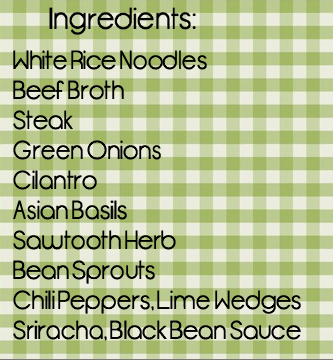 Ingredients:
White Rice Noodles
Beef Broth
Steak
Green Onions
Cilantro
Asian Basils
Sawtooth Herb
Bean Sprouts
Chili Peppers, Lime Wedges
Sriracha, Black Bean Sauce